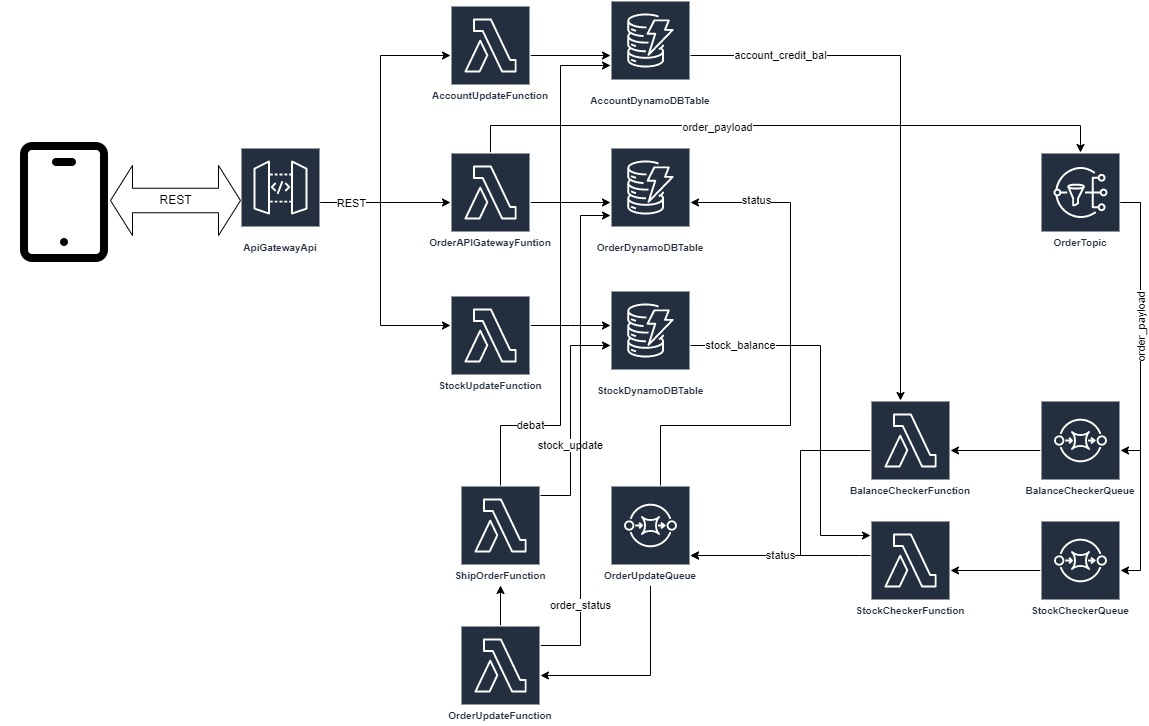 account_credit_bal
AccountUpdateFunction
AccountDynamoDBTable
order_payload
REST
REST
status
ApiGatewayApi
OrderAPIGatewayFuntion
OrderDynamoDBTable
OrderTopic
order_payload
stock_balance
StockUpdateFunction
StockDynamoDBTable
debat
stock_update
BalanceCheckerFunction
BalanceCheckerQueue
status
ShipOrderFunction
OrderUpdateQueue
order_status
StockCheckerFunction
StockCheckerQueue
OrderUpdateFunction